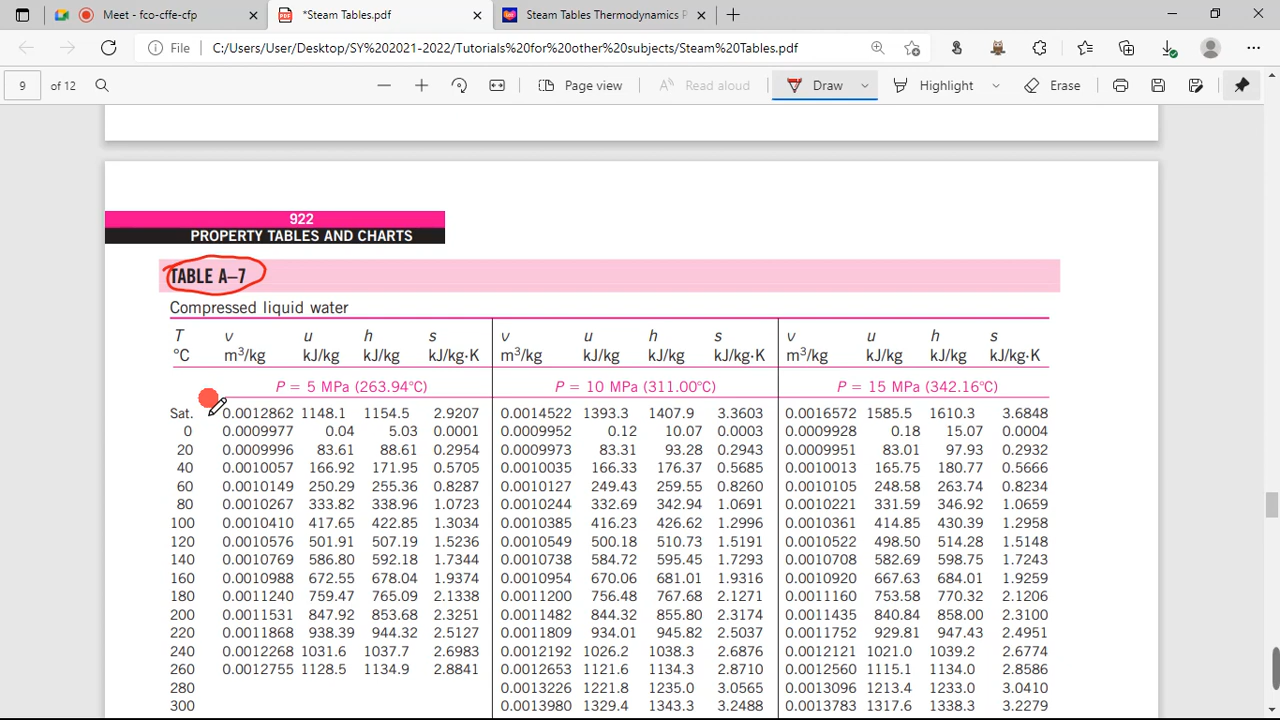 Meet - fco-cffe-cfp
*Steam Tables.pdf
Steam Tables Thermodynamics P
File C:/Users/User/Desktop/SY%202021-2022/Tutorials%20for%20other%20subjects/Steam%20Tables.pdf
9 of 12 Page view Read aloud Draw Highlight Erase
922
PROPERTY TABLES AND CHARTS
TABLE A–7
Compressed liquid water
T v u h s v u h s v u h s
°C m³/kg kJ/kg kJ/kg kJ/kg·K m³/kg kJ/kg kJ/kg kJ/kg·K m³/kg kJ/kg kJ/kg kJ/kg·K
P = 5 MPa (263.94°C) P = 10 MPa (311.00°C) P = 15 MPa (342.16°C)
Sat. 0.0012862 1148.1 1154.5 2.9207 0.0014522 1393.3 1407.9 3.3603 0.0016572 1585.5 1610.3 3.6848
0 0.0009977 0.04 5.03 0.0001 0.0009952 0.12 10.07 0.0003 0.0009928 0.18 15.07 0.0004
20 0.0009996 83.61 88.61 0.2954 0.0009973 83.31 93.28 0.2943 0.0009951 83.01 97.93 0.2932
40 0.0010057 166.92 171.95 0.5705 0.0010035 166.33 176.37 0.5685 0.0010013 165.75 180.77 0.5666
60 0.0010149 250.29 255.36 0.8287 0.0010127 249.43 259.55 0.8260 0.0010105 248.58 263.74 0.8234
80 0.0010267 333.82 338.96 1.0723 0.0010244 332.69 342.94 1.0691 0.0010221 331.59 346.92 1.0659
100 0.0010410 417.65 422.85 1.3034 0.0010385 416.23 426.62 1.2996 0.0010361 414.85 430.39 1.2958
120 0.0010576 501.91 507.19 1.5236 0.0010549 500.18 510.73 1.5191 0.0010522 498.50 514.28 1.5148
140 0.0010769 586.80 592.18 1.7344 0.0010738 584.72 595.45 1.7293 0.0010708 582.69 598.75 1.7243
160 0.0010988 672.55 678.04 1.9374 0.0010954 670.06 681.01 1.9316 0.0010920 667.63 684.01 1.9259
180 0.0011240 759.47 765.09 2.1338 0.0011200 756.48 767.68 2.1271 0.0011160 753.58 770.32 2.1206
200 0.0011531 847.92 853.68 2.3251 0.0011482 844.32 855.80 2.3174 0.0011435 840.84 858.00 2.3100
220 0.0011868 938.39 944.32 2.5127 0.0011809 934.01 945.82 2.5037 0.0011752 929.81 947.43 2.4951
240 0.0012268 1031.6 1037.7 2.6983 0.0012192 1026.2 1038.3 2.6876 0.0012121 1021.0 1039.2 2.6774
260 0.0012755 1128.5 1134.9 2.8841 0.0012653 1121.6 1134.3 2.8710 0.0012560 1115.1 1134.0 2.8586
280 0.0013226 1221.8 1235.0 3.0565 0.0013096 1213.4 1233.0 3.0410
300 0.0013980 1329.4 1343.3 3.2488 0.0013783 1317.6 1338.3 3.2279